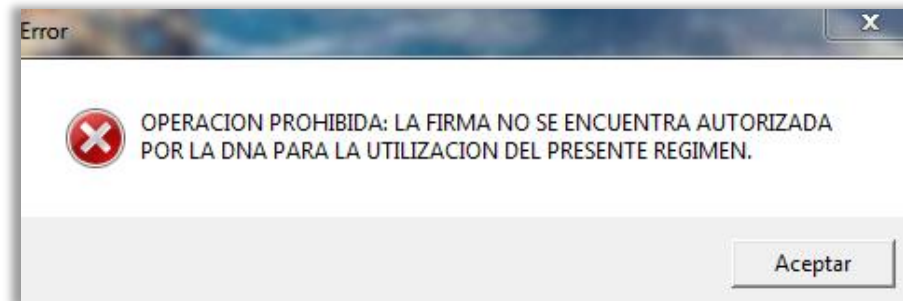 Error
X
OPERACION PROHIBIDA: LA FIRMA NO SE ENCUENTRA AUTORIZADA
POR LA DNA PARA LA UTILIZACION DEL PRESENTE REGIMEN.
Aceptar